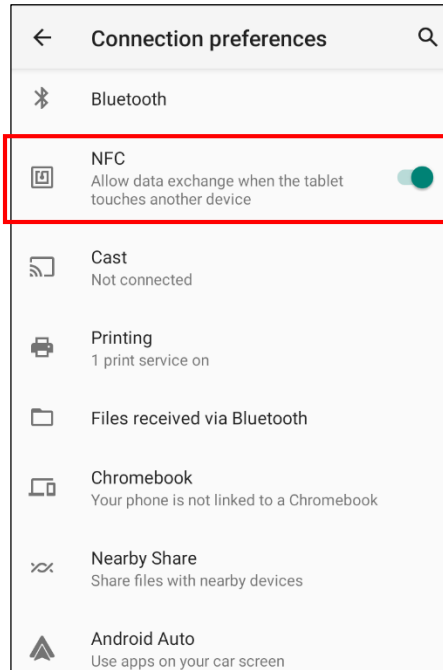 Connection preferences
Bluetooth
NFC
Allow data exchange when the tablet
touches another device
Cast
Not connected
Printing
1 print service on
Files received via Bluetooth
Chromebook
Your phone is not linked to a Chromebook
Nearby Share
Share files with nearby devices
Android Auto
Use apps on your car screen